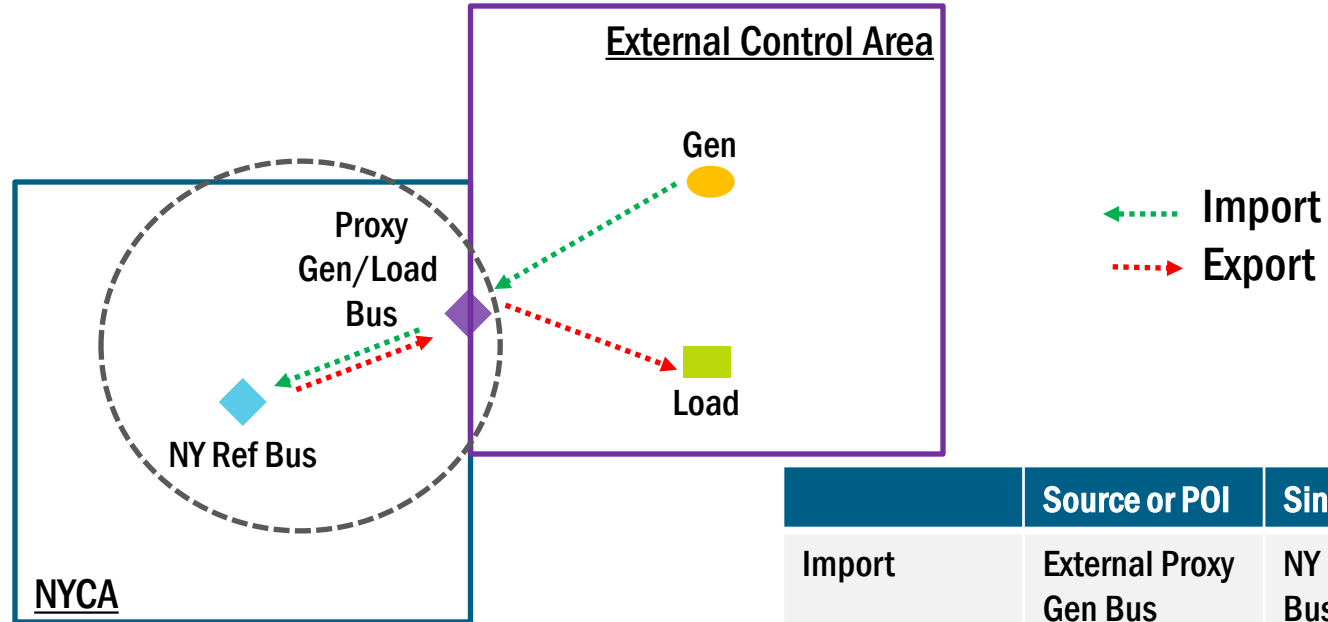 External Control Area
Gen
Proxy
Gen/Load
Bus
Load
NY Ref Bus
NYCA
Import
Export
Source or POI
Import
External Proxy
NY
Gen Bus